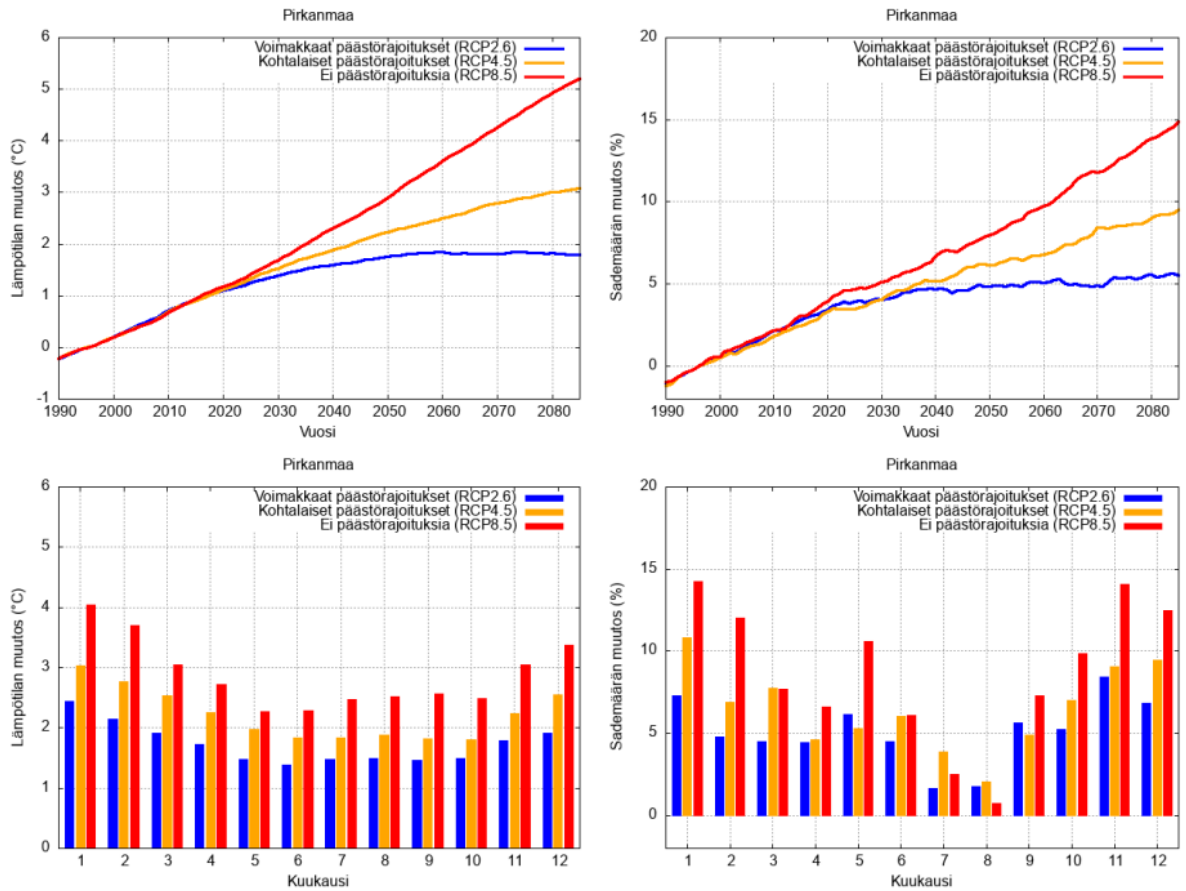 Pirkanmaa
Voimakkaat päästörajoitukset (RCP2.6)
Kohtalaiset päästörajoitukset (RCP4.5)
Ei päästörajoituksia (RCP8.5)
Lämpötilan muutos (°C)
6
5
4
3
2
1
0
-1
1990 2000 2010 2020 2030 2040 2050 2060 2070 2080
Vuosi
Pirkanmaa
Voimakkaat päästörajoitukset (RCP2.6)
Kohtalaiset päästörajoitukset (RCP4.5)
Ei päästörajoituksia (RCP8.5)
Sademäärän muutos (%)
20
15
10
5
0
1990 2000 2010 2020 2030 2040 2050 2060 2070 2080
Vuosi
Pirkanmaa
Voimakkaat päästörajoitukset (RCP2.6)
Kohtalaiset päästörajoitukset (RCP4.5)
Ei päästörajoituksia (RCP8.5)
Lämpötilan muutos (°C)
6
5
4
3
2
1
0
1 2 3 4 5 6 7 8 9 10 11 12
Kuukausi
Pirkanmaa
Voimakkaat päästörajoitukset (RCP2.6)
Kohtalaiset päästörajoitukset (RCP4.5)
Ei päästörajoituksia (RCP8.5)
Sademäärän muutos (%)
20
15
10
5
0
1 2 3 4 5 6 7 8 9 10 11 12
Kuukausi